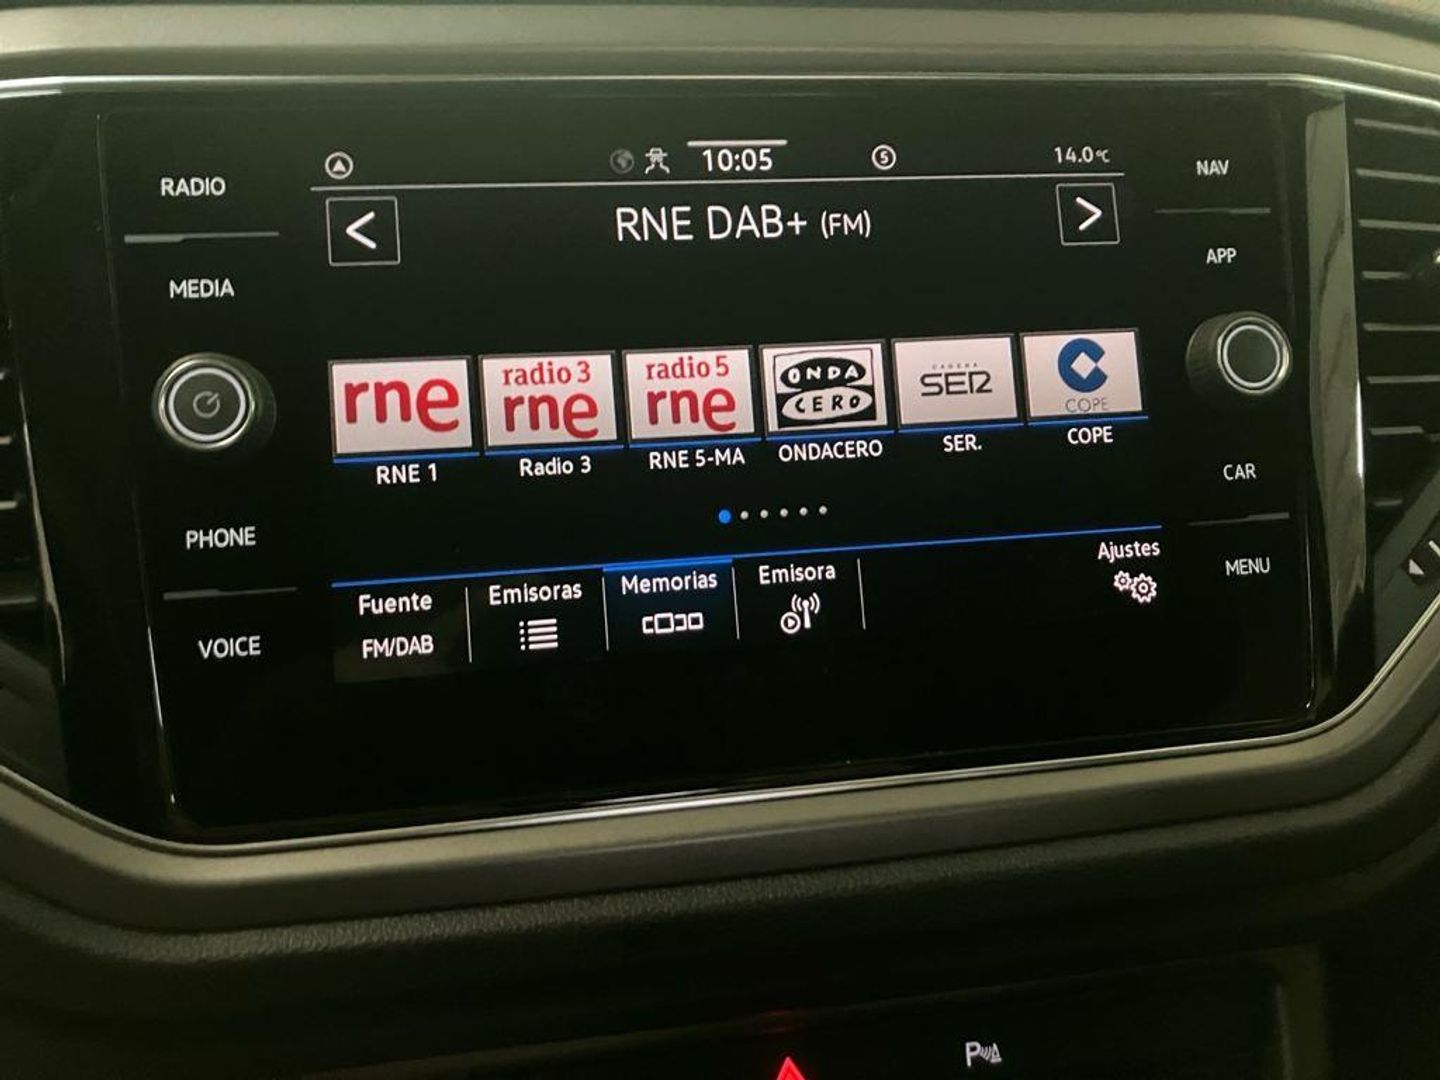 10:05
5
14.0°C
RADIO
NAV
RNE DAB+ (FM)
MEDIA
APP
rne
radio 3
rne
radio 5
rne
ONDA
CERO
CADENA
SER
COPE
RNE 1
Radio 3
RNE 5-MA
ONDACERO
SER.
COPE
CAR
PHONE
MENU
VOICE
Fuente
FM/DAB
Emisoras
Memorias
Emisora
Ajustes
P